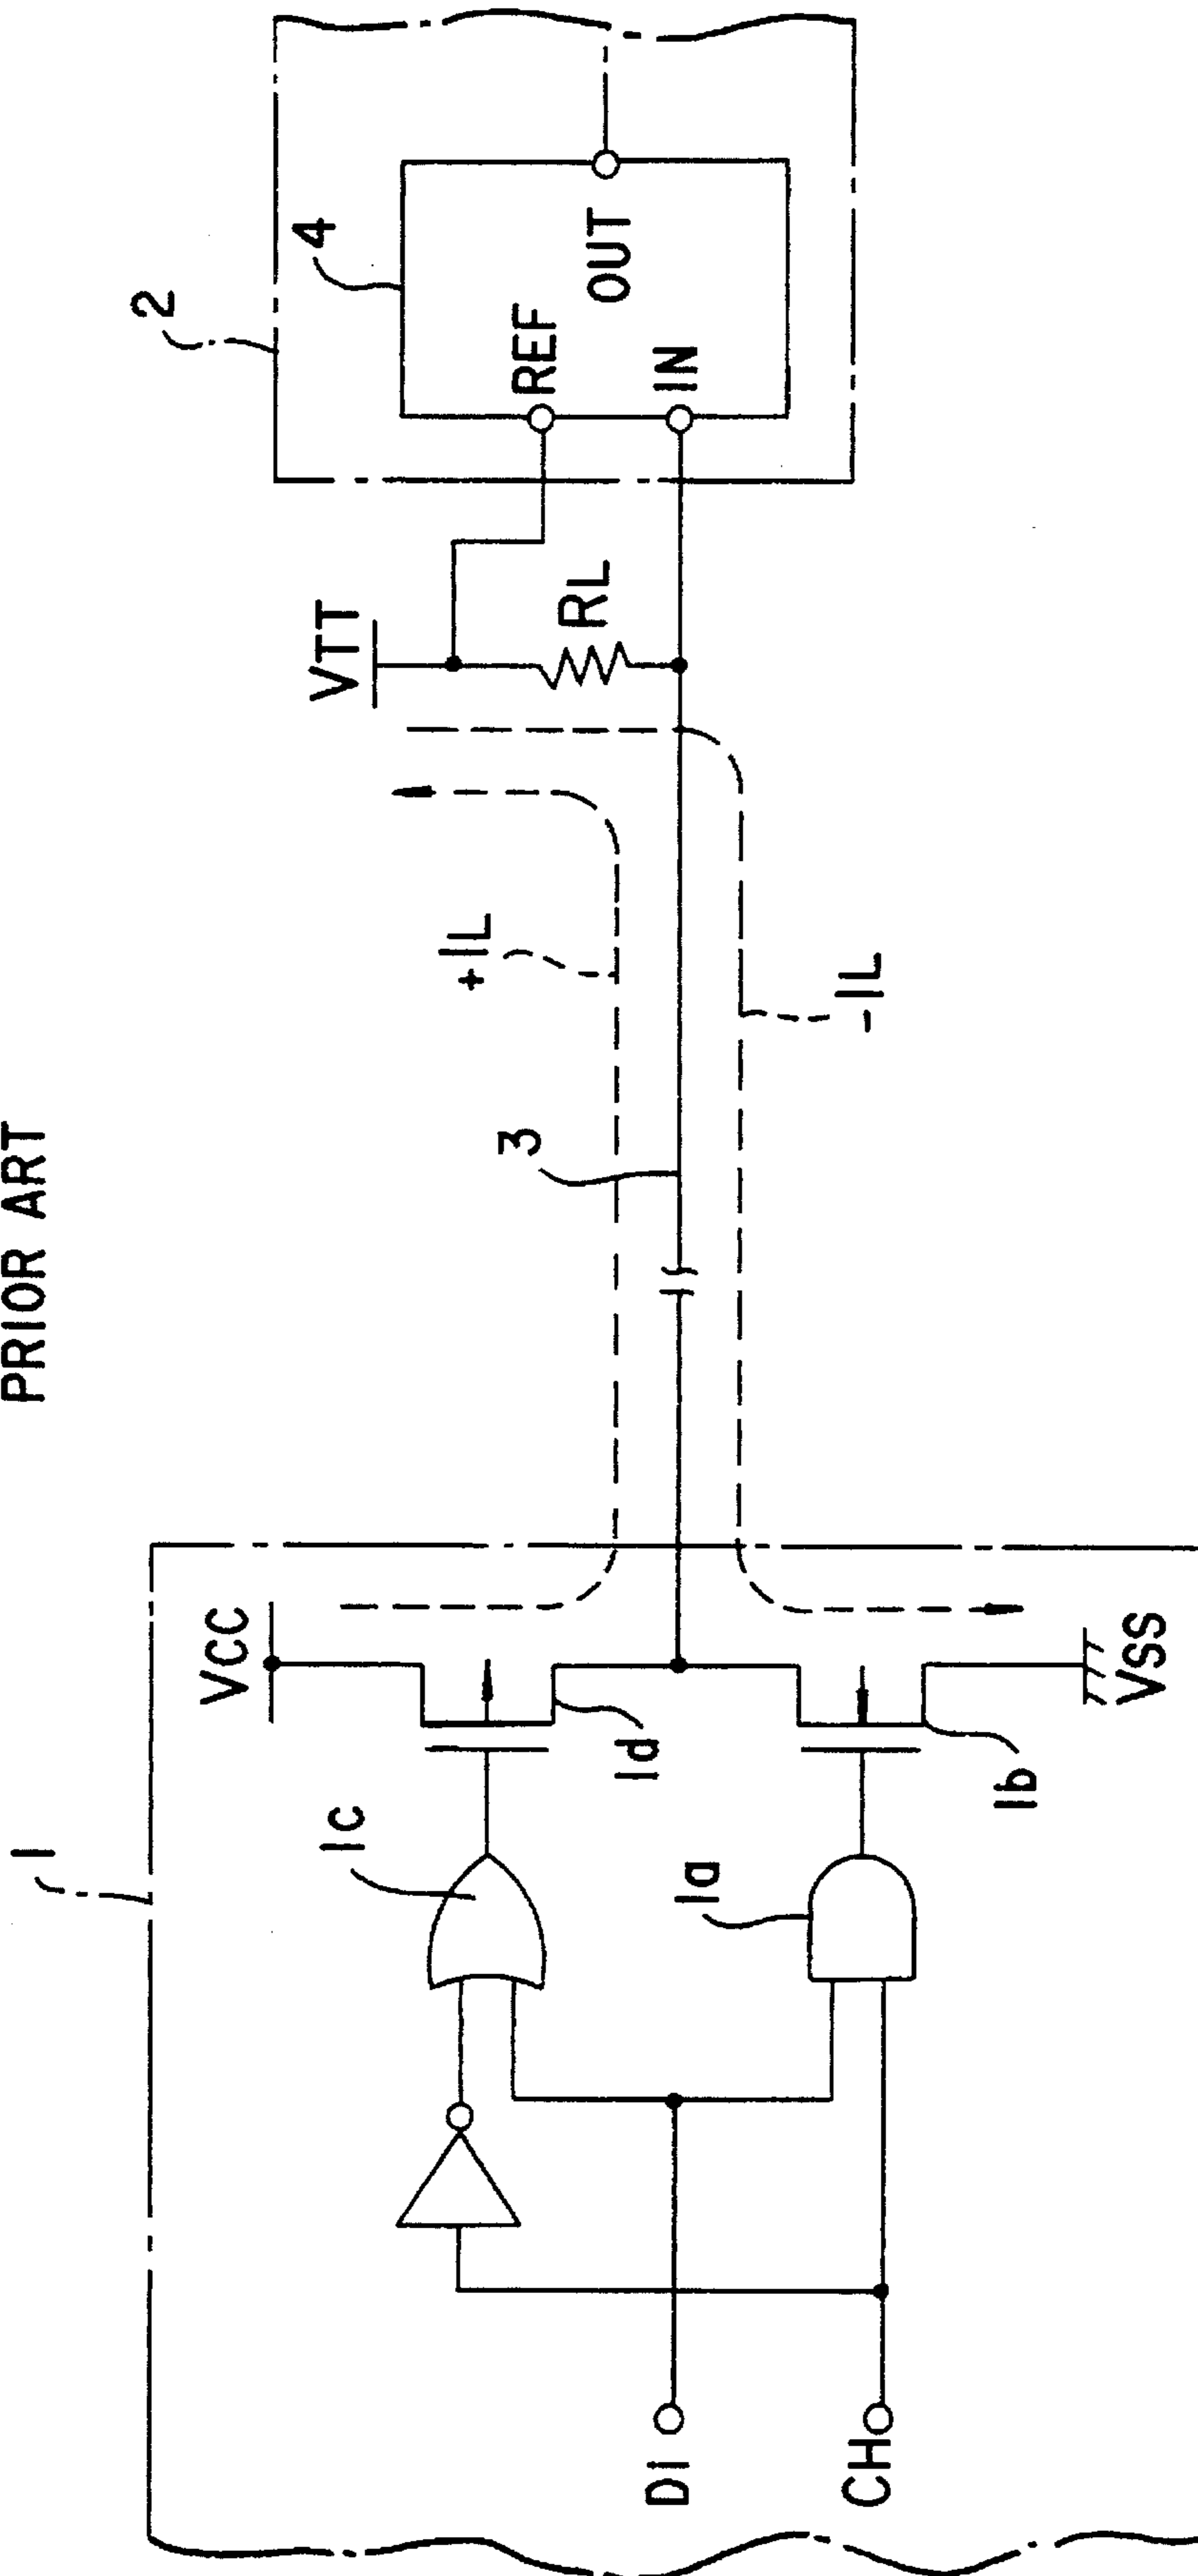 PRIOR ART
1
2
VCC
VTT
4
1c
REF
+IL
OUT
3
RL
1d
IN
Di
1a
-IL
CH
1b
VSS